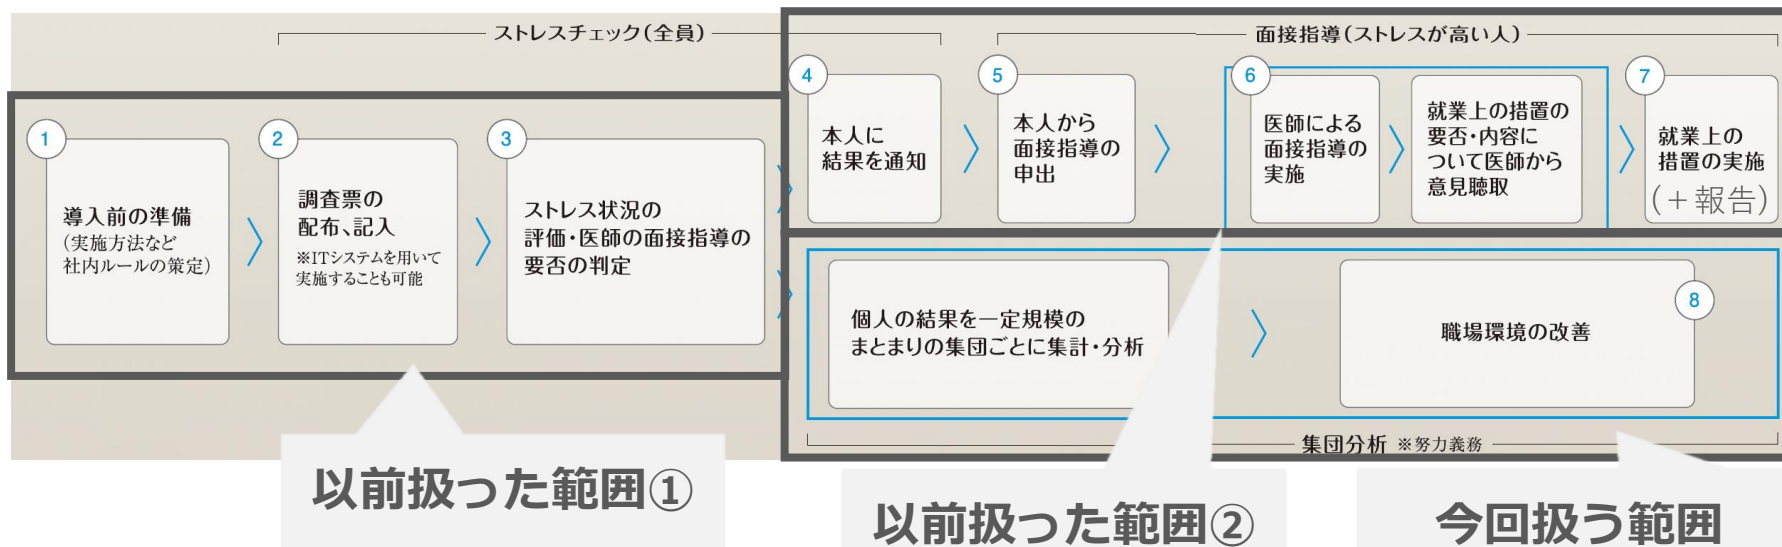 ストレスチェック（全員）
面接指導（ストレスが高い人）
1
導入前の準備
（実施方法など
社内ルールの策定）
2
調査票の
配布、記入
※ITシステムを用いて
実施することも可能
3
ストレス状況の
評価・医師の面接指導の
要否の判定
4
本人に
結果を通知
5
本人から
面接指導の
申出
6
医師による
面接指導の
実施
就業上の措置の
要否・内容に
ついて医師から
意見聴取
7
就業上の
措置の実施
（＋報告）
個人の結果を一定規模の
まとまりの集団ごとに集計・分析
8
職場環境の改善
集団分析 ※努力義務
以前扱った範囲①
以前扱った範囲②
今回扱う範囲